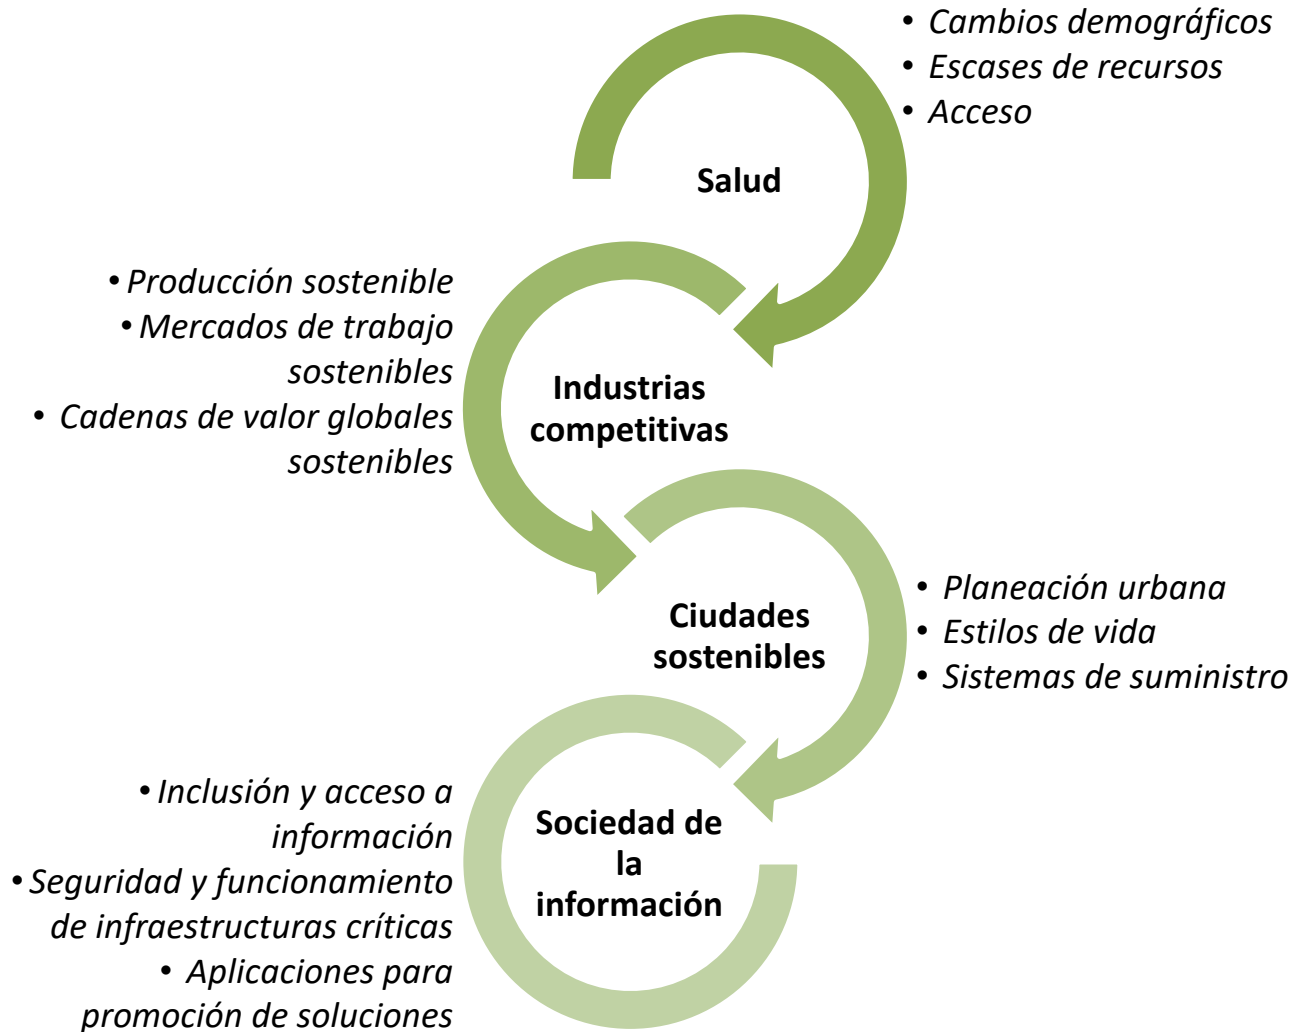 • Cambios demográficos
• Escases de recursos
• Acceso
Salud
• Producción sostenible
• Mercados de trabajo
sostenibles
• Cadenas de valor globales
sostenibles
Industrias
competitivas
Ciudades
sostenibles
• Planeación urbana
• Estilos de vida
• Sistemas de suministro
• Inclusión y acceso a
información
• Seguridad y funcionamiento
de infraestructuras críticas
• Aplicaciones para
promoción de soluciones
Sociedad de
la
información